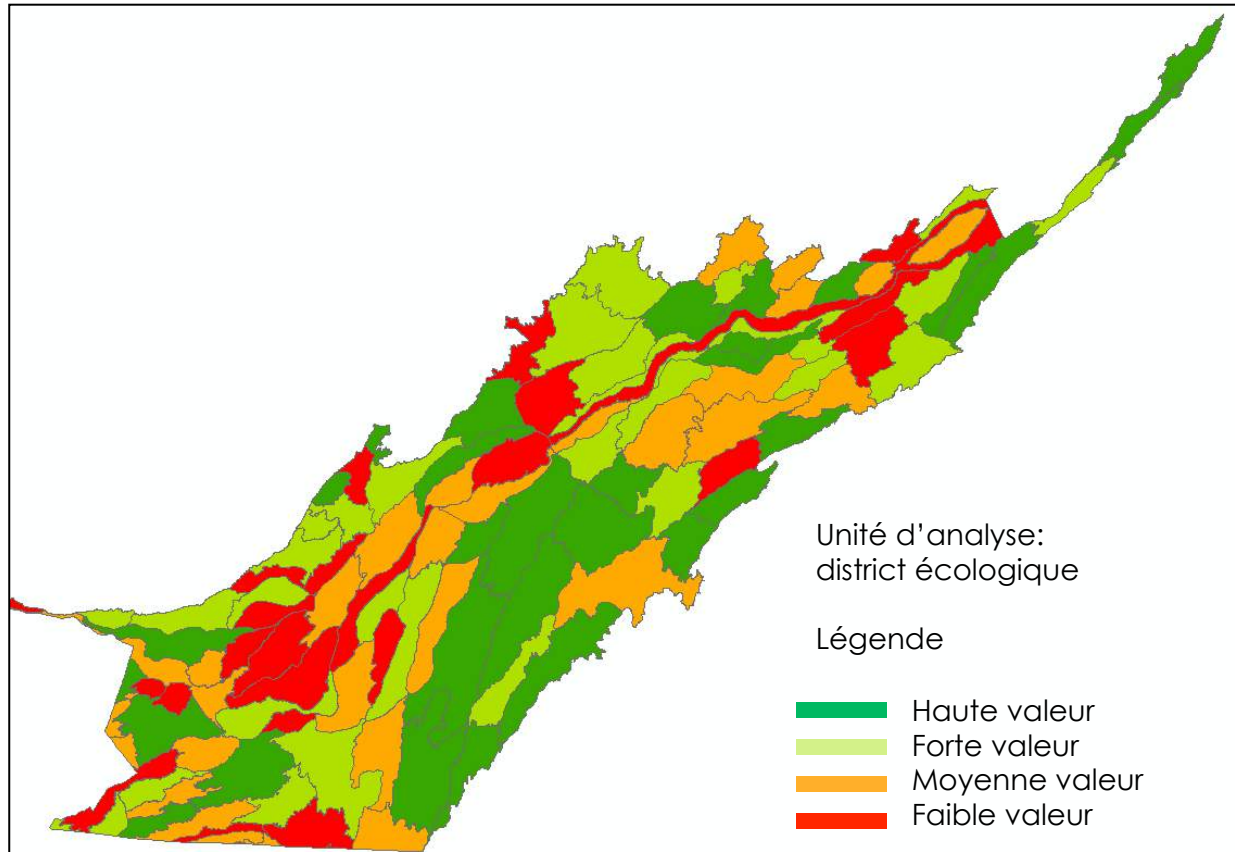 Unité d’analyse:
district écologique
Légende
Haute valeur
Forte valeur
Moyenne valeur
Faible valeur